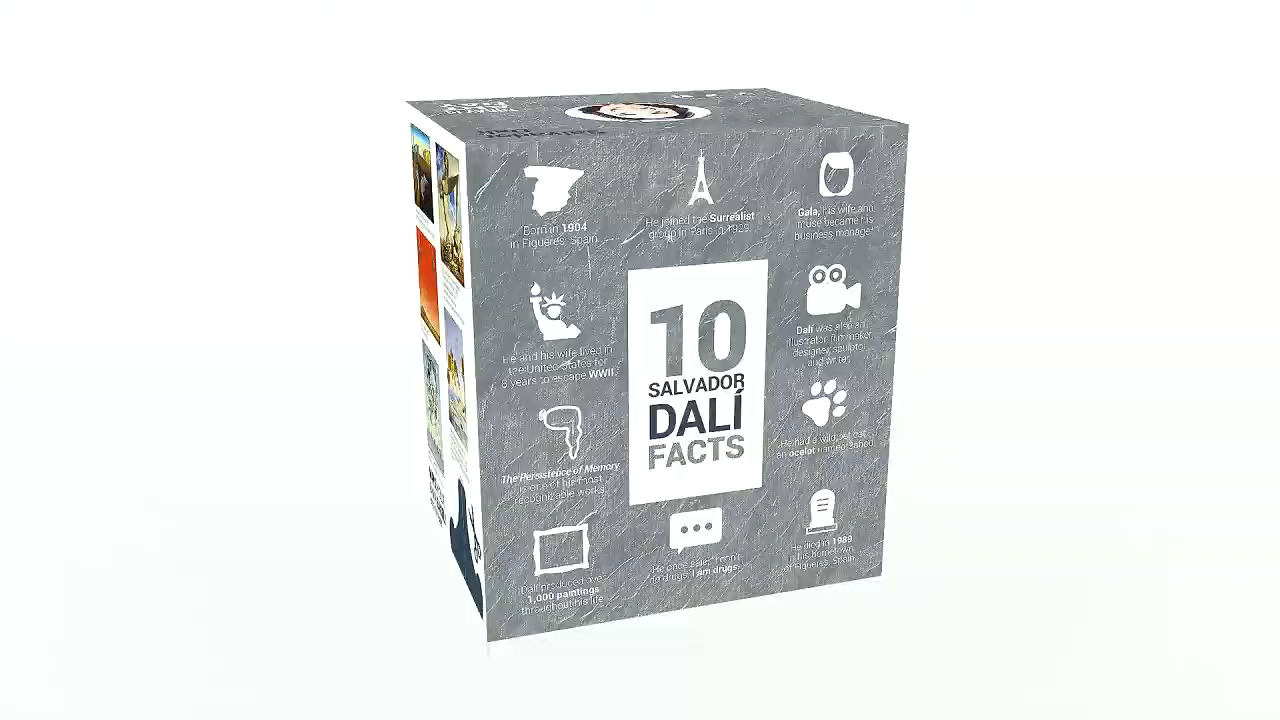 Born in 1904
in Figueres, Spain
He joined the Surrealist
group in Paris in 1929
Gala, his wife and
muse became his
business manager
He and his wife lived in
the United States for
8 years to escape WWII
10
SALVADOR
DALÍ
FACTS
Dalí was also an
illustrator, filmmaker,
designer, sculptor
and writer
The Persistence of Memory
is one of his most
recognizable works
He had a wild pet cat
an ocelot named Babou
Dalí produced over
1,000 paintings
throughout his life
He once said, "I don't
do drugs. I am drugs."
He died in 1989
in his hometown
of Figueres, Spain